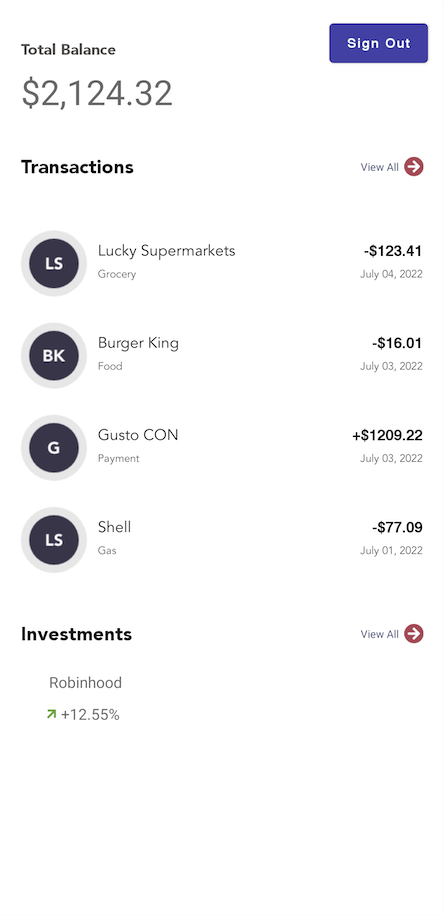 Sign Out
Total Balance
$2,124.32
Transactions
View All
LS
Lucky Supermarkets
-$123.41
Grocery
July 04, 2022
BK
Burger King
-$16.01
Food
July 03, 2022
G
Gusto CON
+$1209.22
Payment
July 03, 2022
LS
Shell
-$77.09
Gas
July 01, 2022
Investments
View All
Robinhood
+12.55%